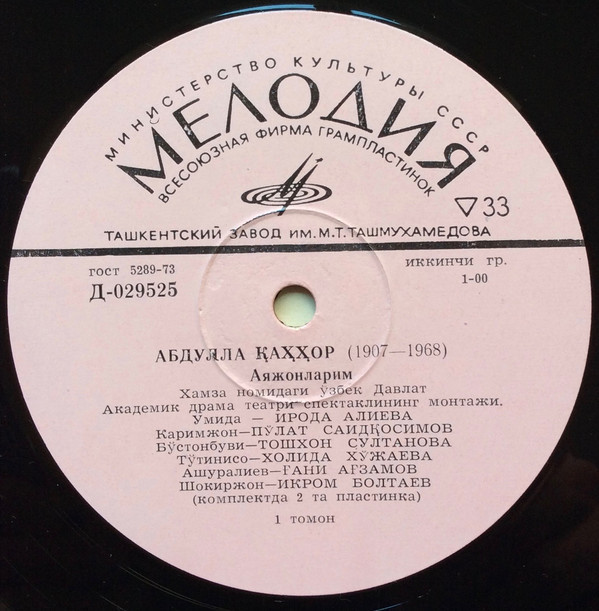 МИНИСТЕРСТВО КУЛЬТУРЫ СССР
МЕЛОДИЯ
ВСЕСОЮЗНАЯ ФИРМА ГРАМПЛАСТИНОК
▽33
ТАШКЕНТСКИЙ ЗАВОД ИМ.М.Т.ТАШМУХАМЕДОВА
гост 5289-73
иккинчи гр.
Д-029525
1-00
АБДУЛЛА ҚАҲҲОР (1907—1968)
Аяжонларим
Хамза номидаги ўзбек Давлат
Академик драма театри спектаклининг монтажи.
Умида — ИРОДА АЛИЕВА
Каримжон—ПЎЛАТ САИДҚОСИМОВ
Бўстонбуви—ТОШХОН СУЛТАНОВА
Тўтинисо—ХОЛИДА ХЎЖАЕВА
Ашуралиев—ҒАНИ АҒЗАМОВ
Шокиржон—ИКРОМ БОЛТАЕВ
(комплектда 2 та пластинка)
1 томон